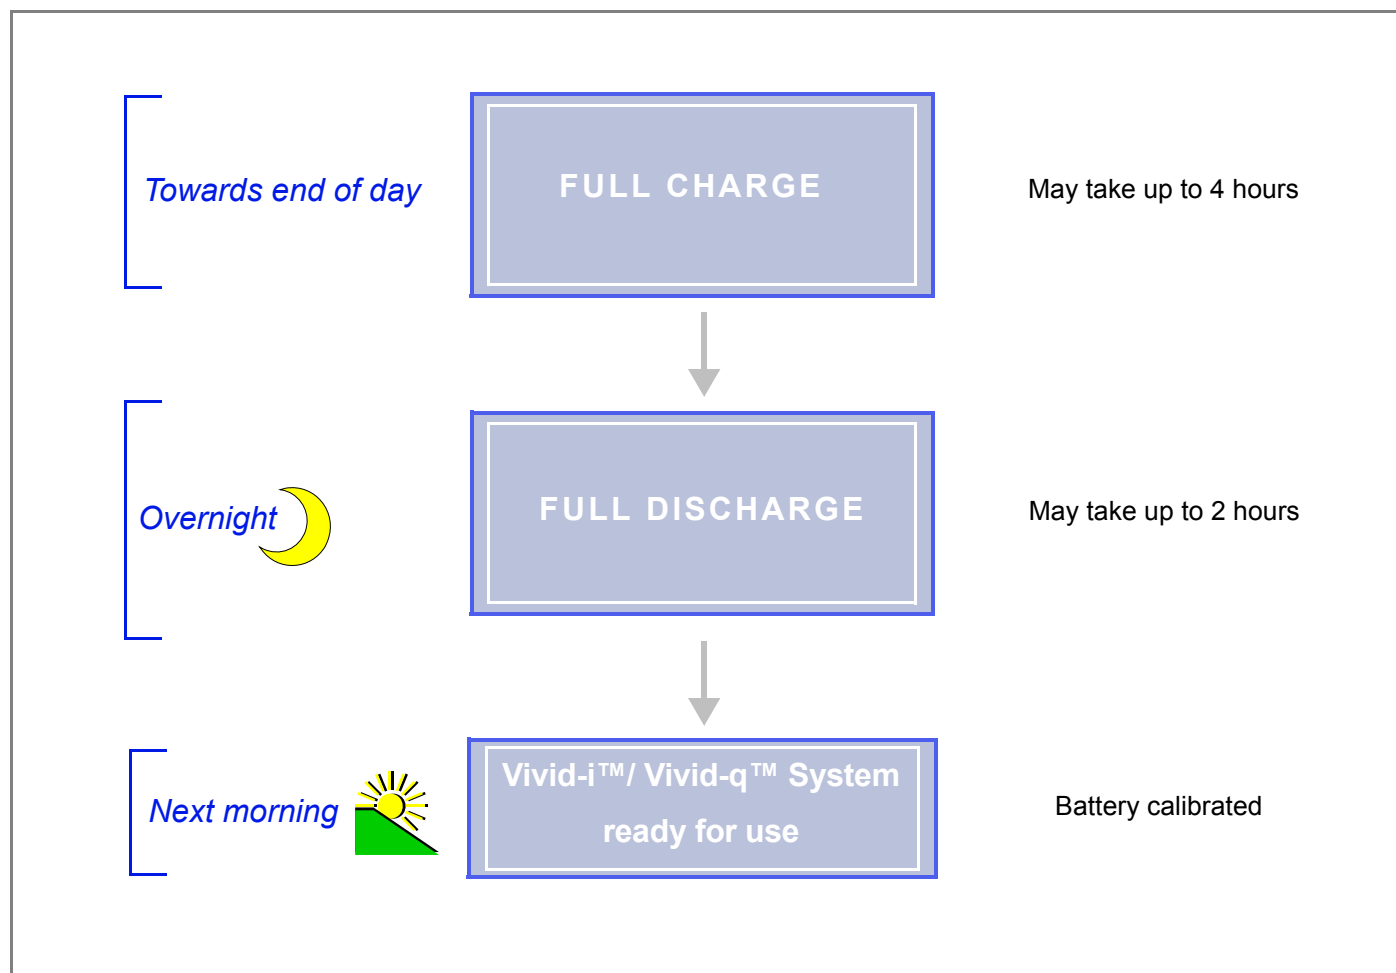 Towards end of day
FULL CHARGE
May take up to 4 hours
Overnight
FULL DISCHARGE
May take up to 2 hours
Next morning
Vivid-i™/ Vivid-q™ System
ready for use
Battery calibrated